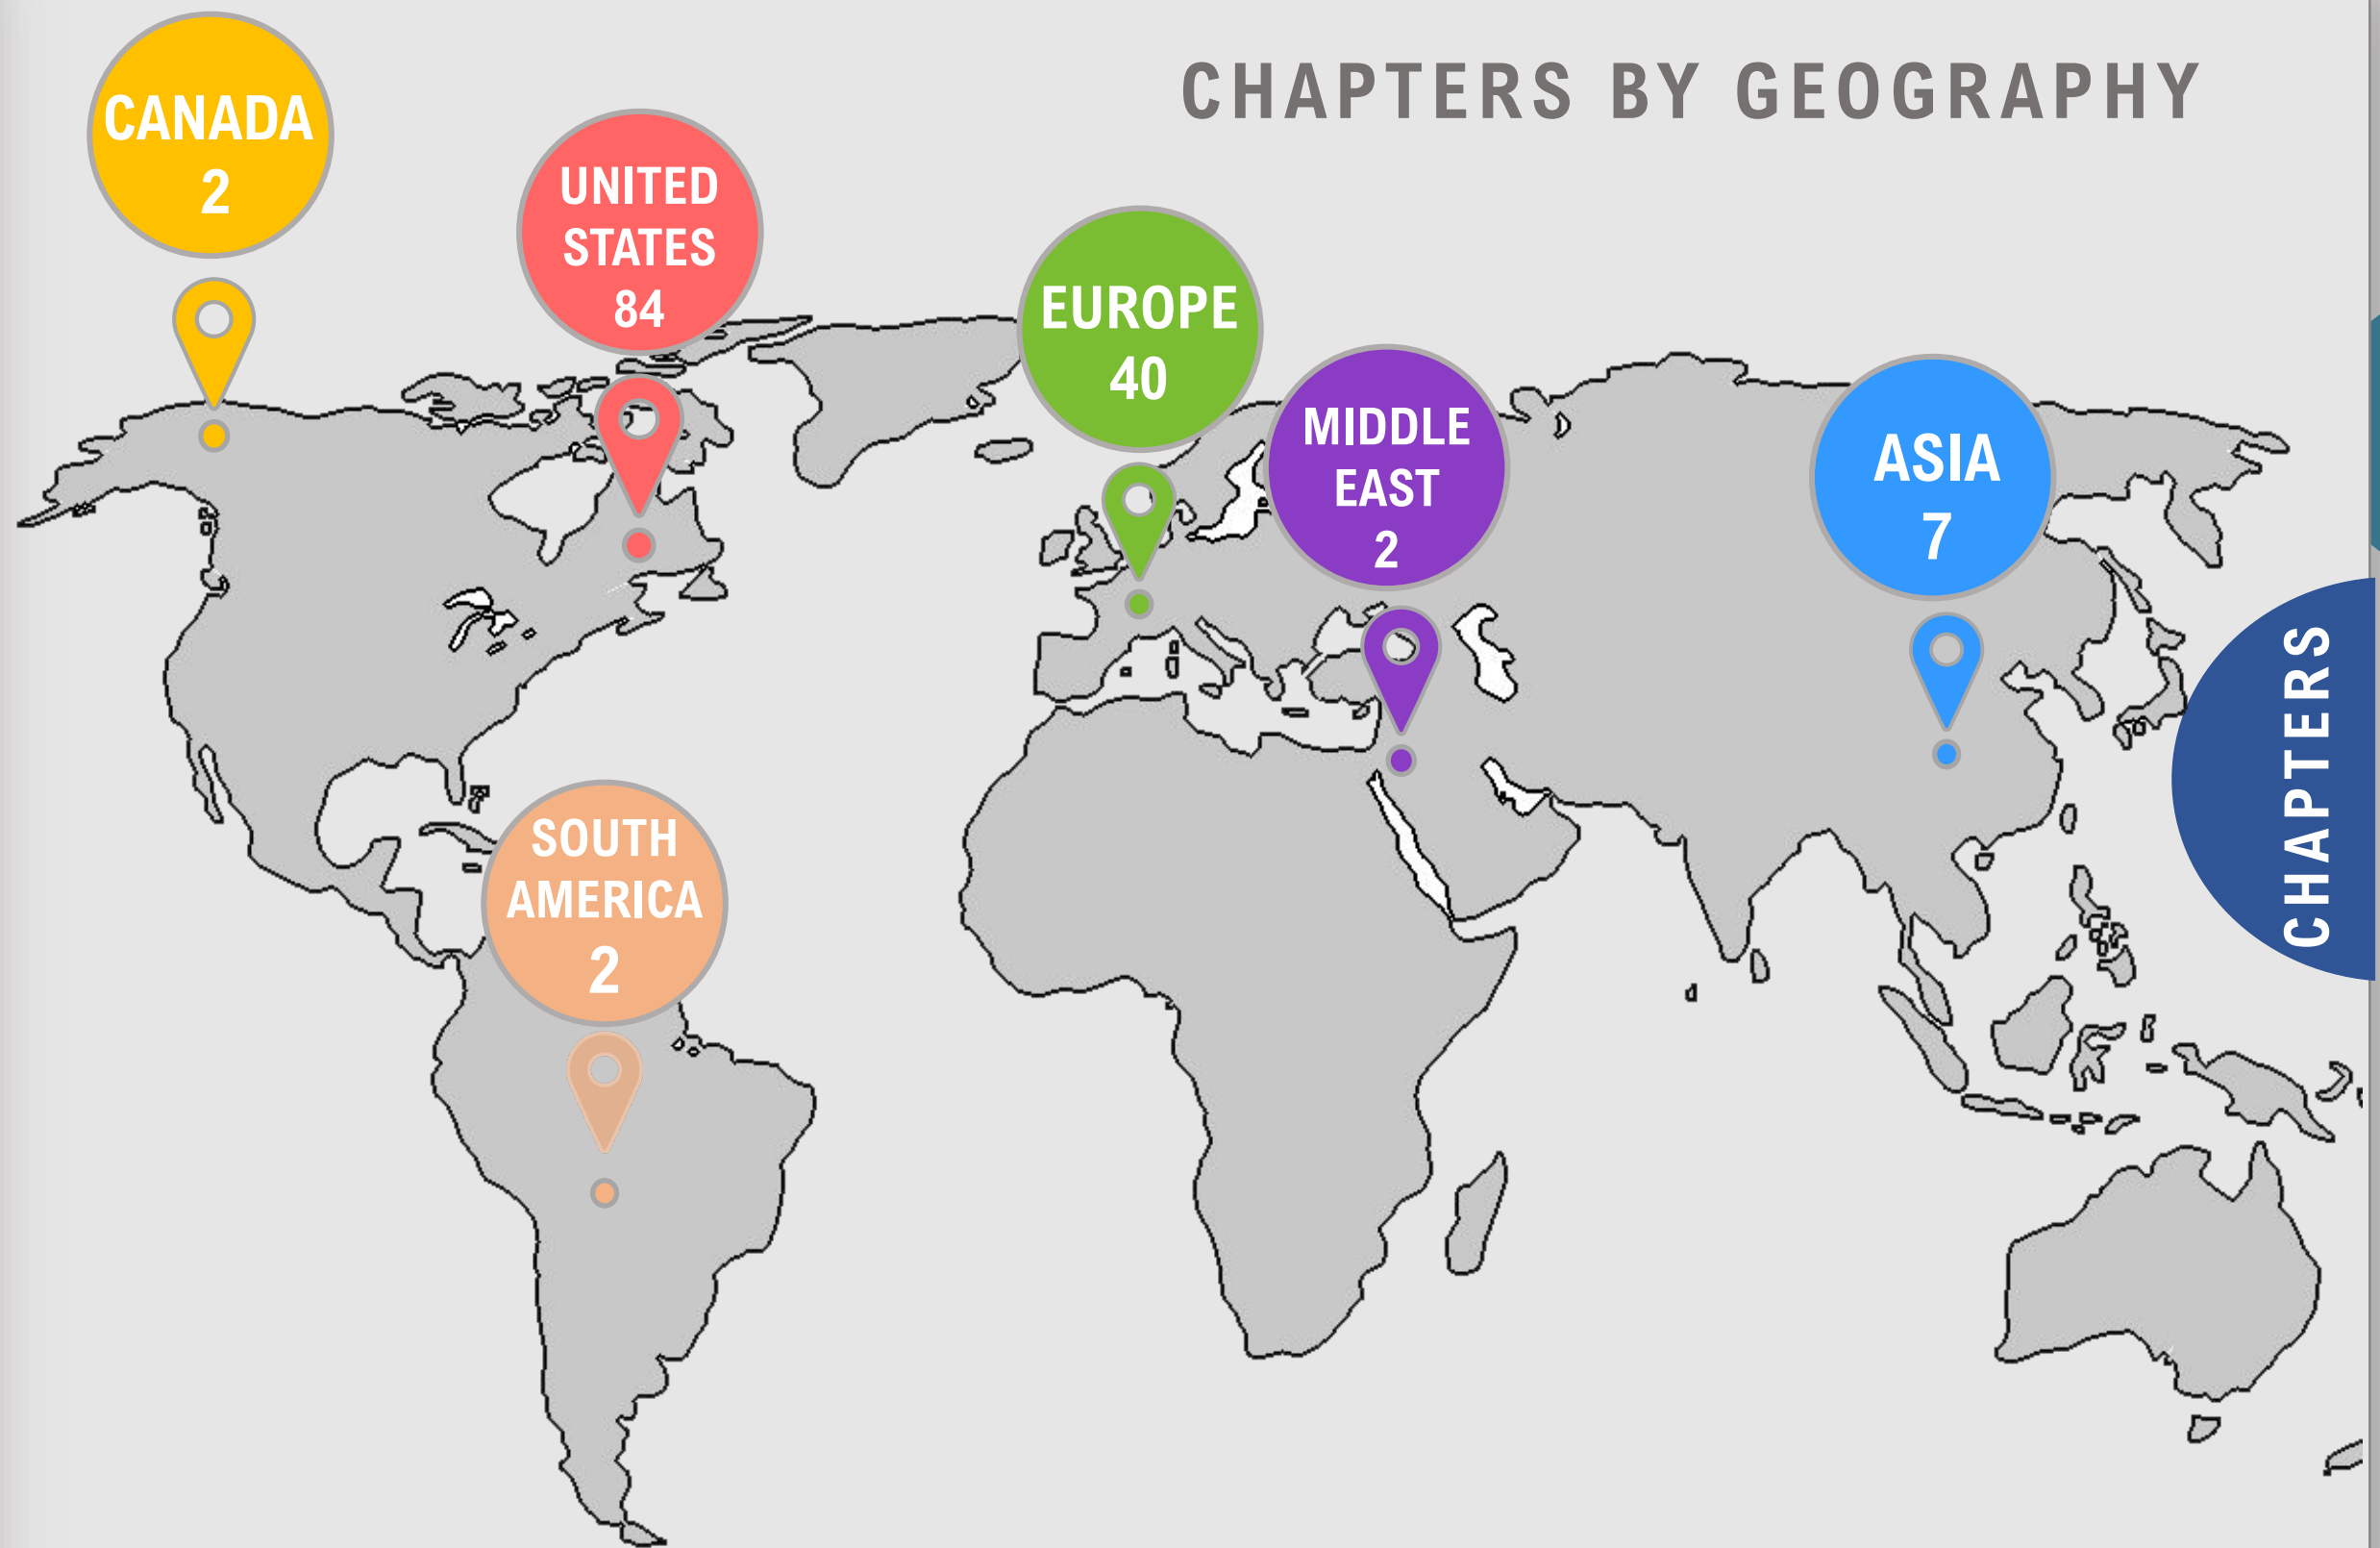 CHAPTERS BY GEOGRAPHY
CANADA
2
UNITED
STATES
84
EUROPE
40
MIDDLE
EAST
2
ASIA
7
SOUTH
AMERICA
2
CHAPTERS